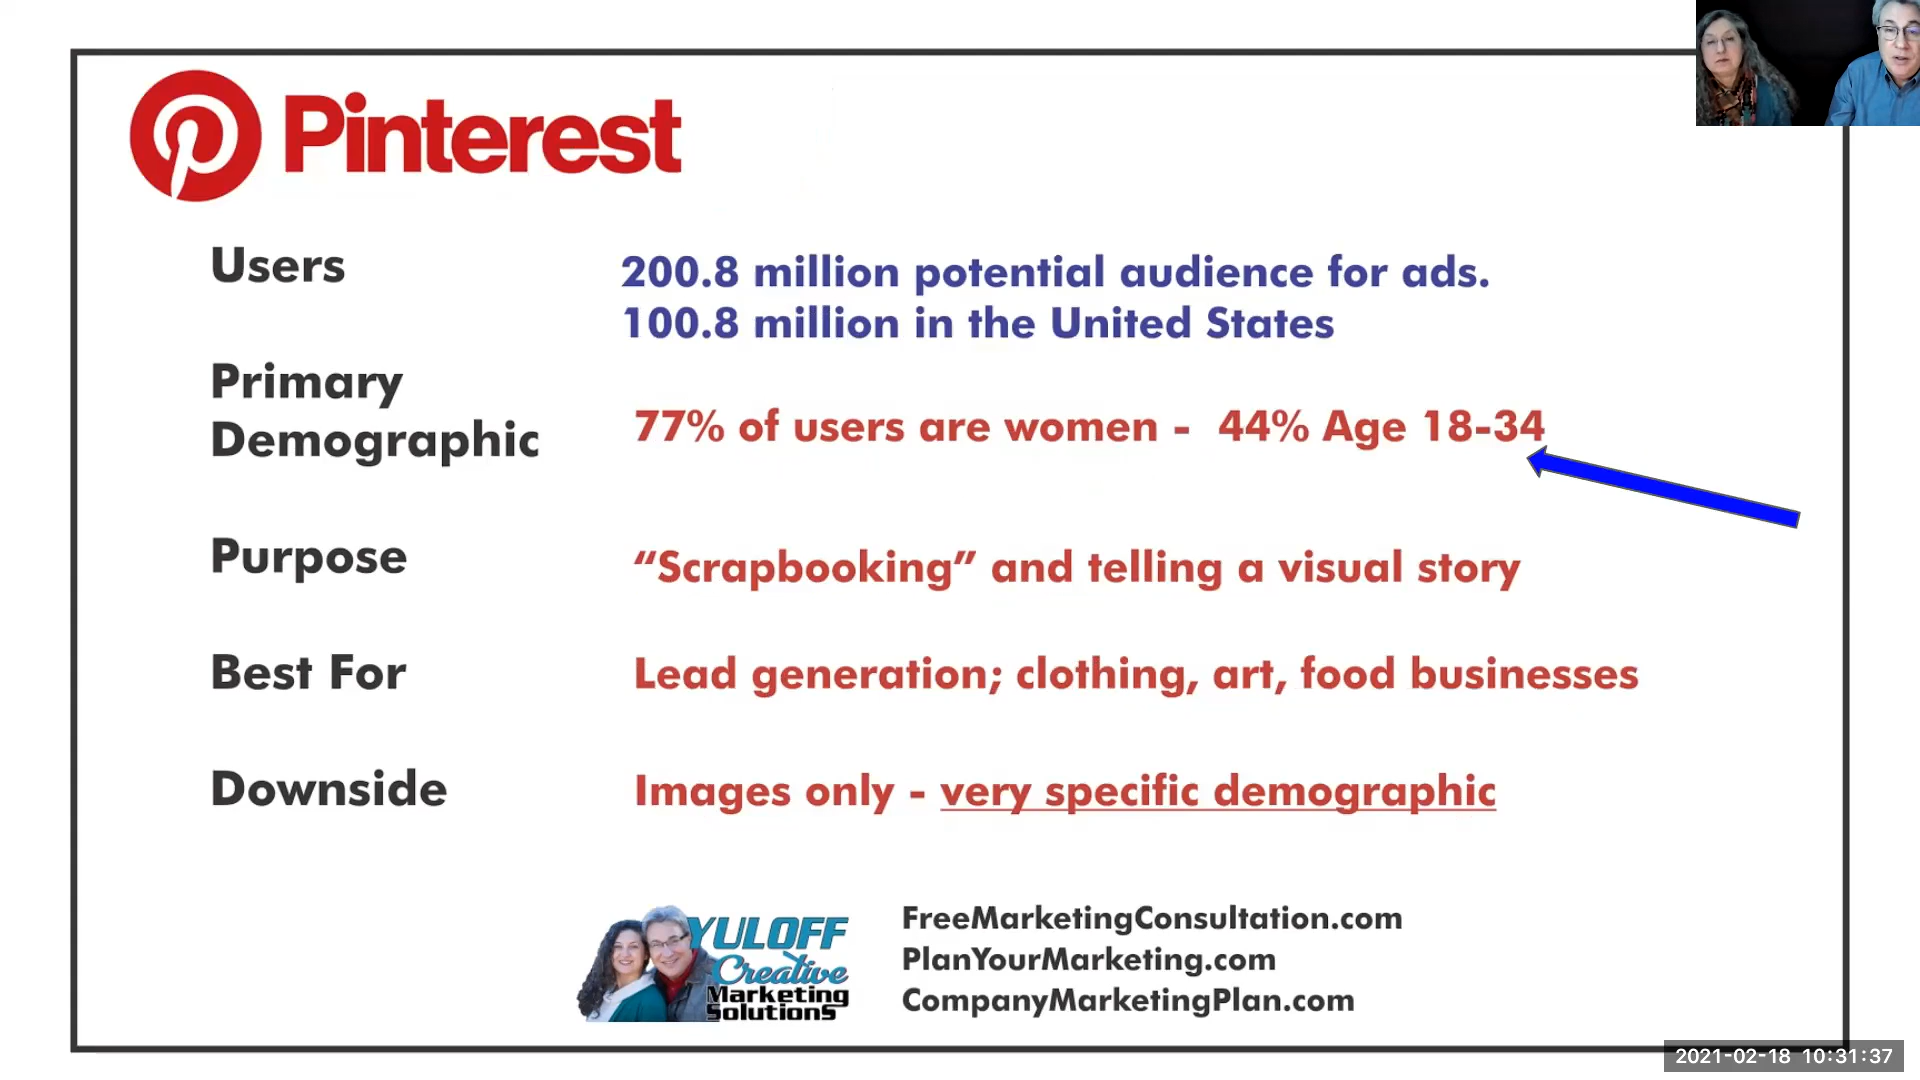 Pinterest
Users
200.8 million potential audience for ads.
100.8 million in the United States
Primary
Demographic
77% of users are women - 44% Age 18-34
Purpose
“Scrapbooking” and telling a visual story
Best For
Lead generation; clothing, art, food businesses
Downside
Images only - very specific demographic
YULOFF
Creative
Marketing
Solutions
FreeMarketingConsultation.com
PlanYourMarketing.com
CompanyMarketingPlan.com
2021-02-18 10:31:37